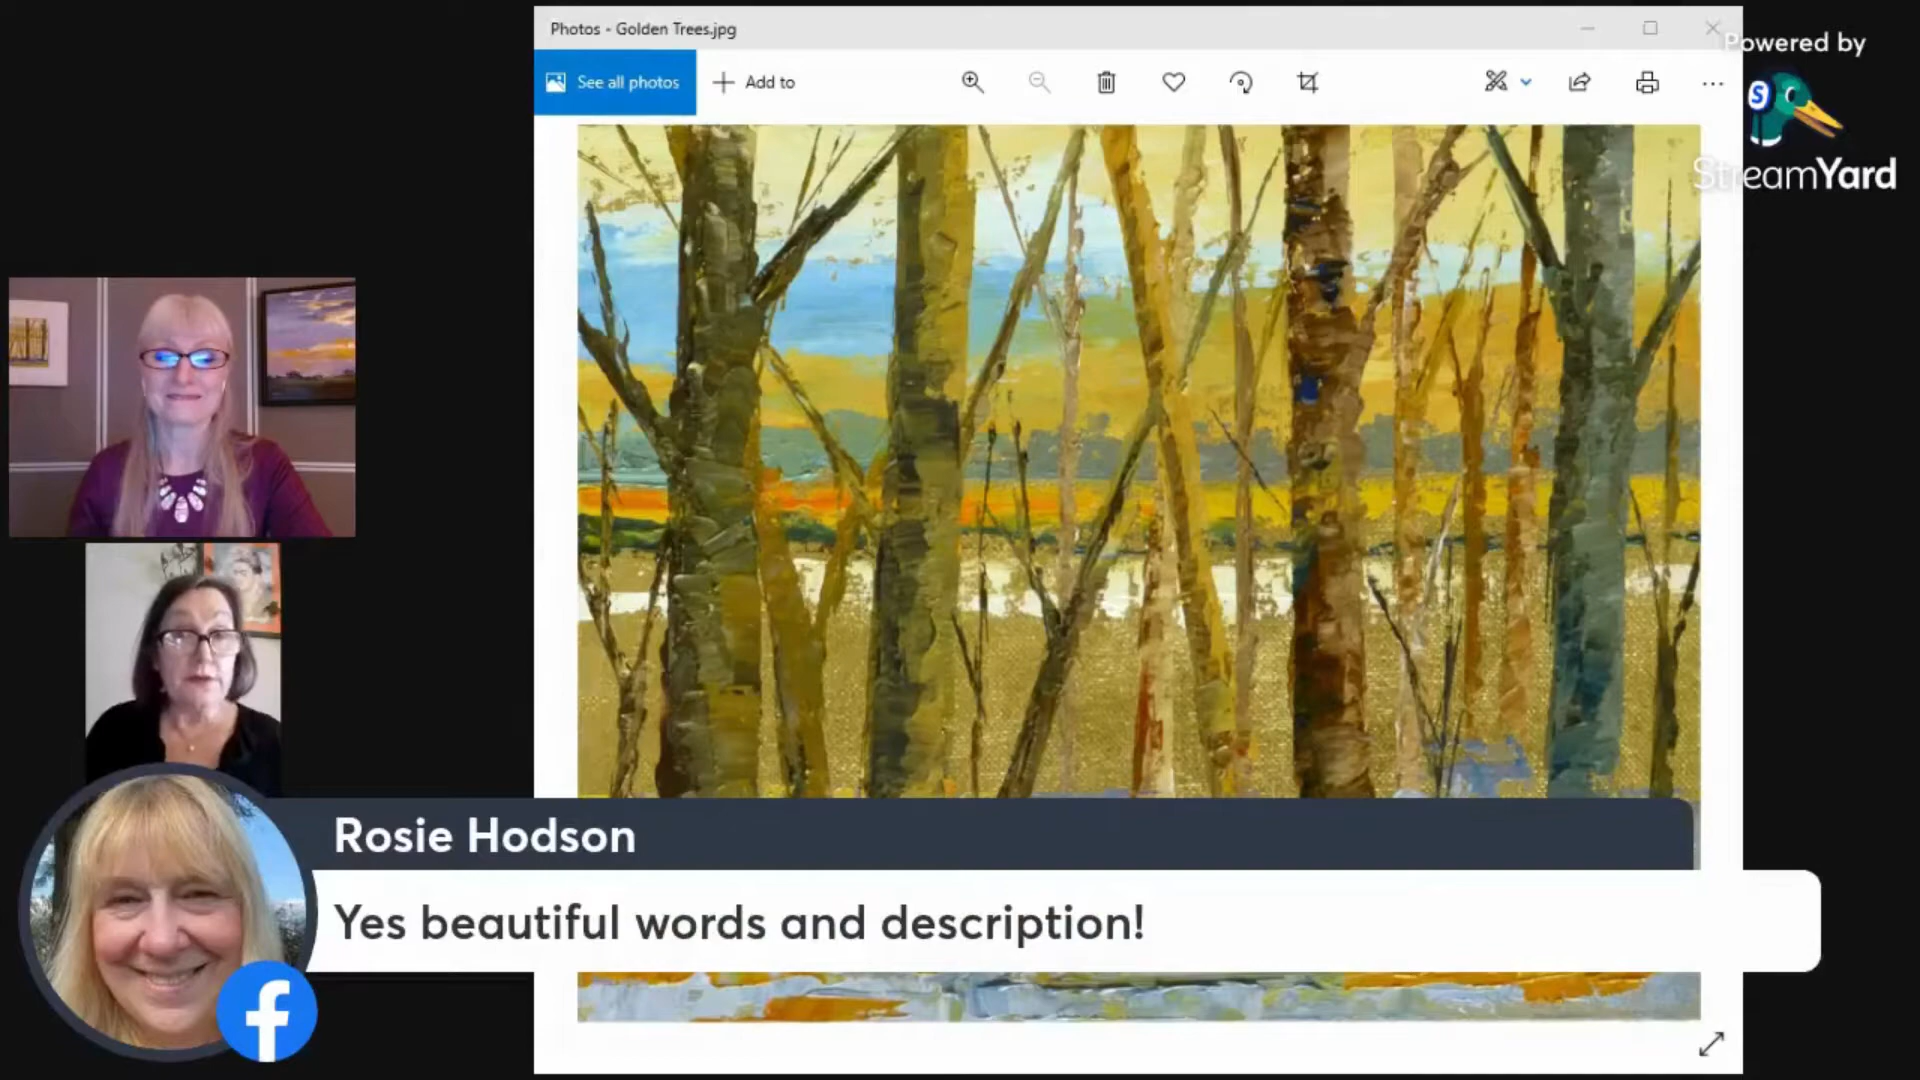 Photos - Golden Trees.jpg
Powered by
See all photos
Add to
S
StreamYard
Rosie Hodson
Yes beautiful words and description!
f